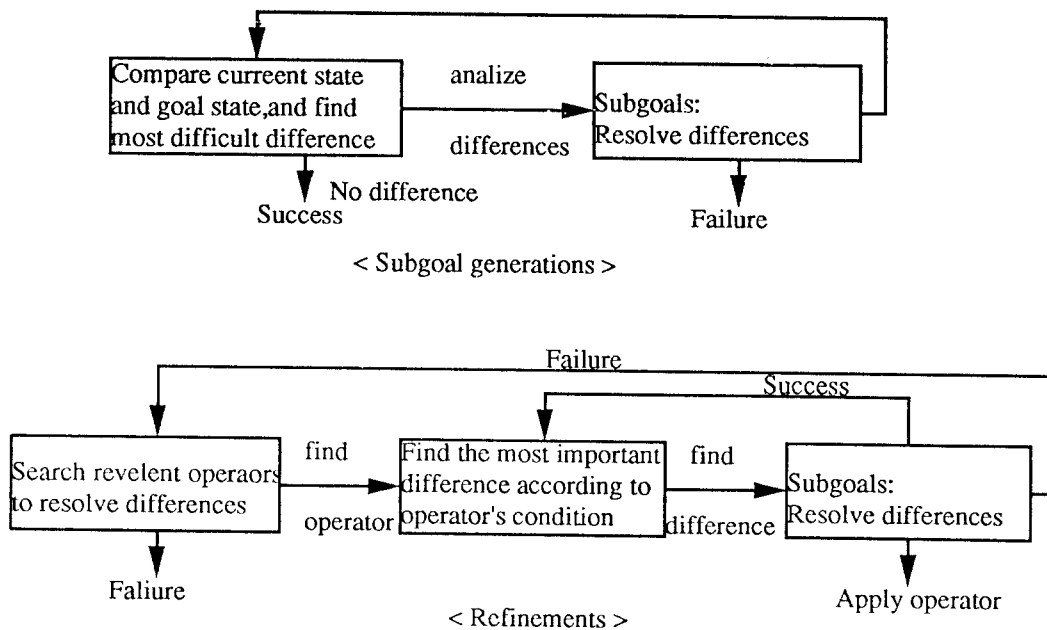 Compare curreent state
and goal state,and find
most difficult difference
analize
differences
Subgoals:
Resolve differences
No difference
Success
Failure
< Subgoal generations >
Failure
Success
Search revelent operaors
to resolve differences
find
operator
Find the most important
difference according to
operator's condition
find
difference
Subgoals:
Resolve differences
Faliure
Apply operator
< Refinements >